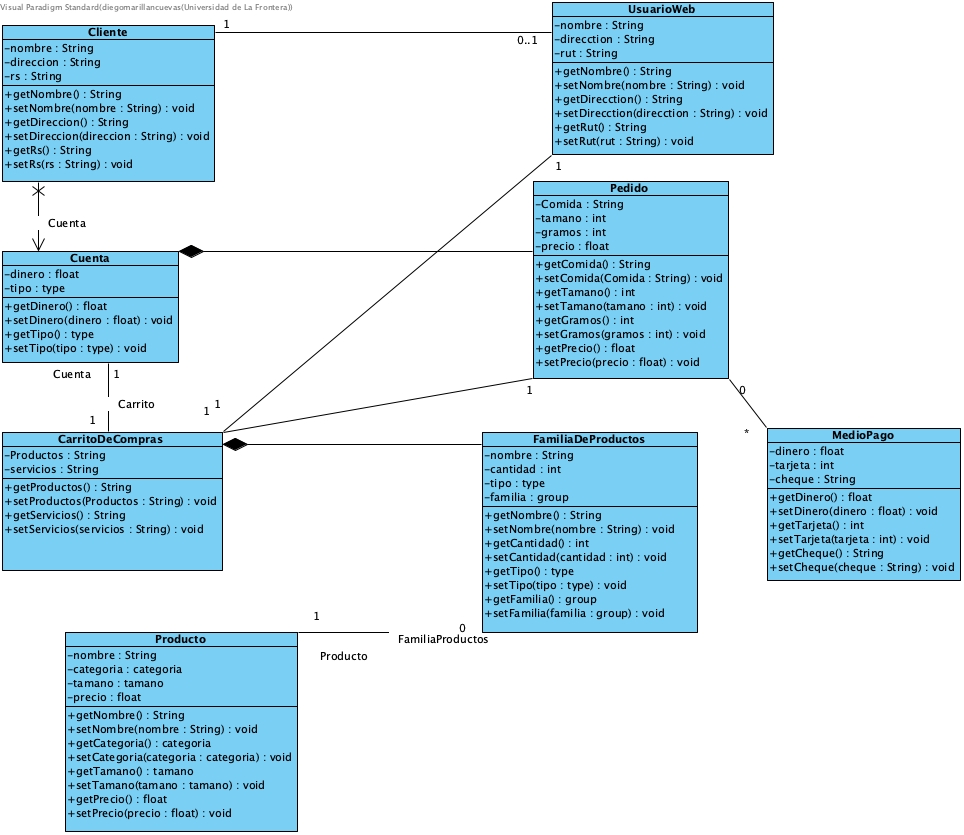 Visual Paradigm Standard(diegomarillancuevas(Universidad de La Frontera))
Cliente
-nombre : String
-direccion : String
-rs : String
+getNombre() : String
+setNombre(nombre : String) : void
+getDireccion() : String
+setDireccion(direccion : String) : void
+getRs() : String
+setRs(rs : String) : void
1
0..1
UsuarioWeb
-nombre : String
-direcction : String
-rut : String
+getNombre() : String
+setNombre(nombre : String) : void
+getDirecction() : String
+setDirecction(direcction : String) : void
+getRut() : String
+setRut(rut : String) : void
1
Cuenta
Pedido
-Comida : String
-tamano : int
-gramos : int
-precio : float
+getComida() : String
+setComida(Comida : String) : void
+getTamano() : int
+setTamano(tamano : int) : void
+getGramos() : int
+setGramos(gramos : int) : void
+getPrecio() : float
+setPrecio(precio : float) : void
Cuenta
-dinero : float
-tipo : type
+getDinero() : float
+setDinero(dinero : float) : void
+getTipo() : type
+setTipo(tipo : type) : void
Cuenta
1
Carrito
1
1
1
1
0
*
CarritoDeCompras
-Productos : String
-servicios : String
+getProductos() : String
+setProductos(Productos : String) : void
+getServicios() : String
+setServicios(servicios : String) : void
FamiliaDeProductos
-nombre : String
-cantidad : int
-tipo : type
-familia : group
+getNombre() : String
+setNombre(nombre : String) : void
+getCantidad() : int
+setCantidad(cantidad : int) : void
+getTipo() : type
+setTipo(tipo : type) : void
+getFamilia() : group
+setFamilia(familia : group) : void
MedioPago
-dinero : float
-tarjeta : int
-cheque : String
+getDinero() : float
+setDinero(dinero : float) : void
+getTarjeta() : int
+setTarjeta(tarjeta : int) : void
+getCheque() : String
+setCheque(cheque : String) : void
1
0
FamiliaProductos
Producto
Producto
-nombre : String
-categoria : categoria
-tamano : tamano
-precio : float
+getNombre() : String
+setNombre(nombre : String) : void
+getCategoria() : categoria
+setCategoria(categoria : categoria) : void
+getTamano() : tamano
+setTamano(tamano : tamano) : void
+getPrecio() : float
+setPrecio(precio : float) : void